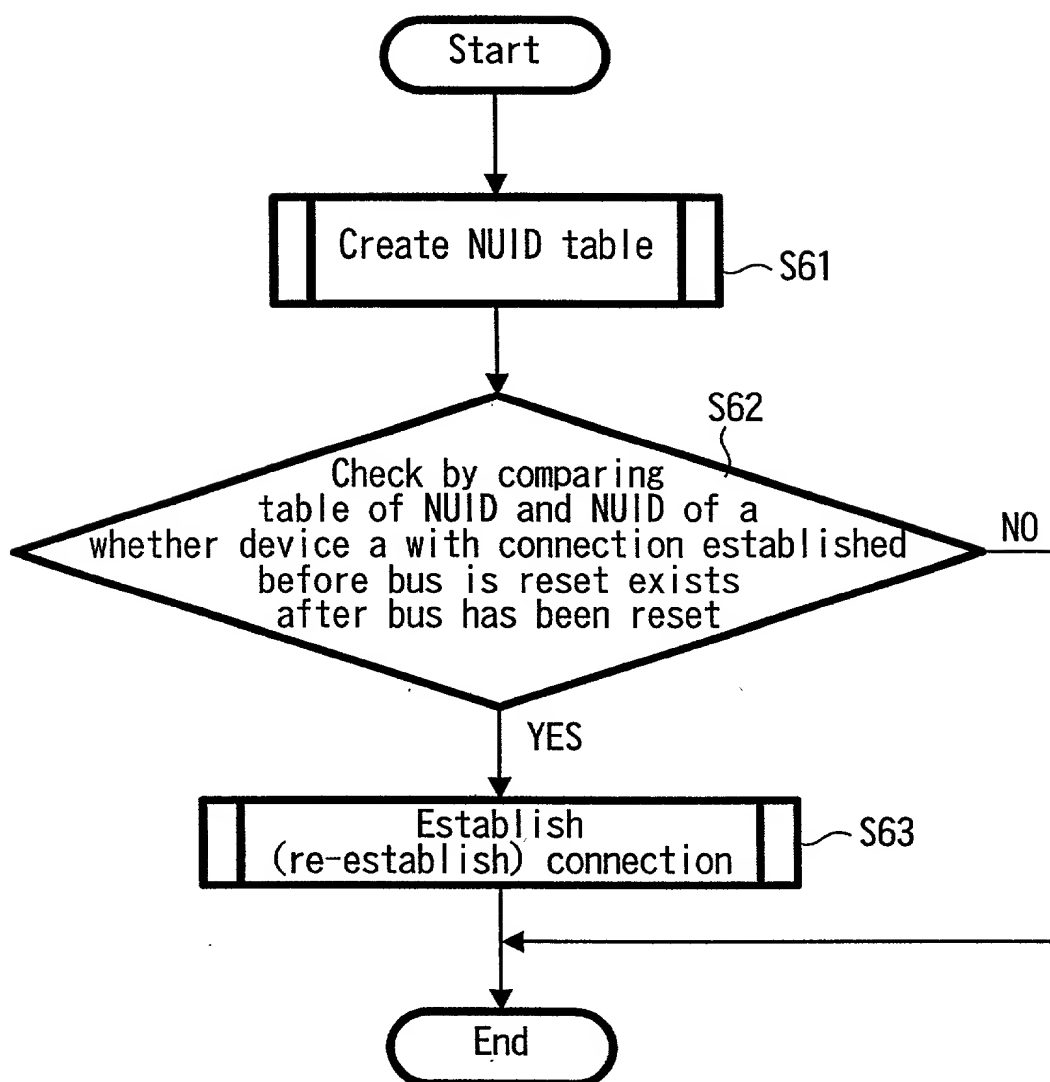 Start
Create NUID table
S61
S62
Check by comparing
table of NUID and NUID of a
whether device a with connection established
before bus is reset exists
after bus has been reset
NO
YES
Establish
(re-establish) connection
S63
End